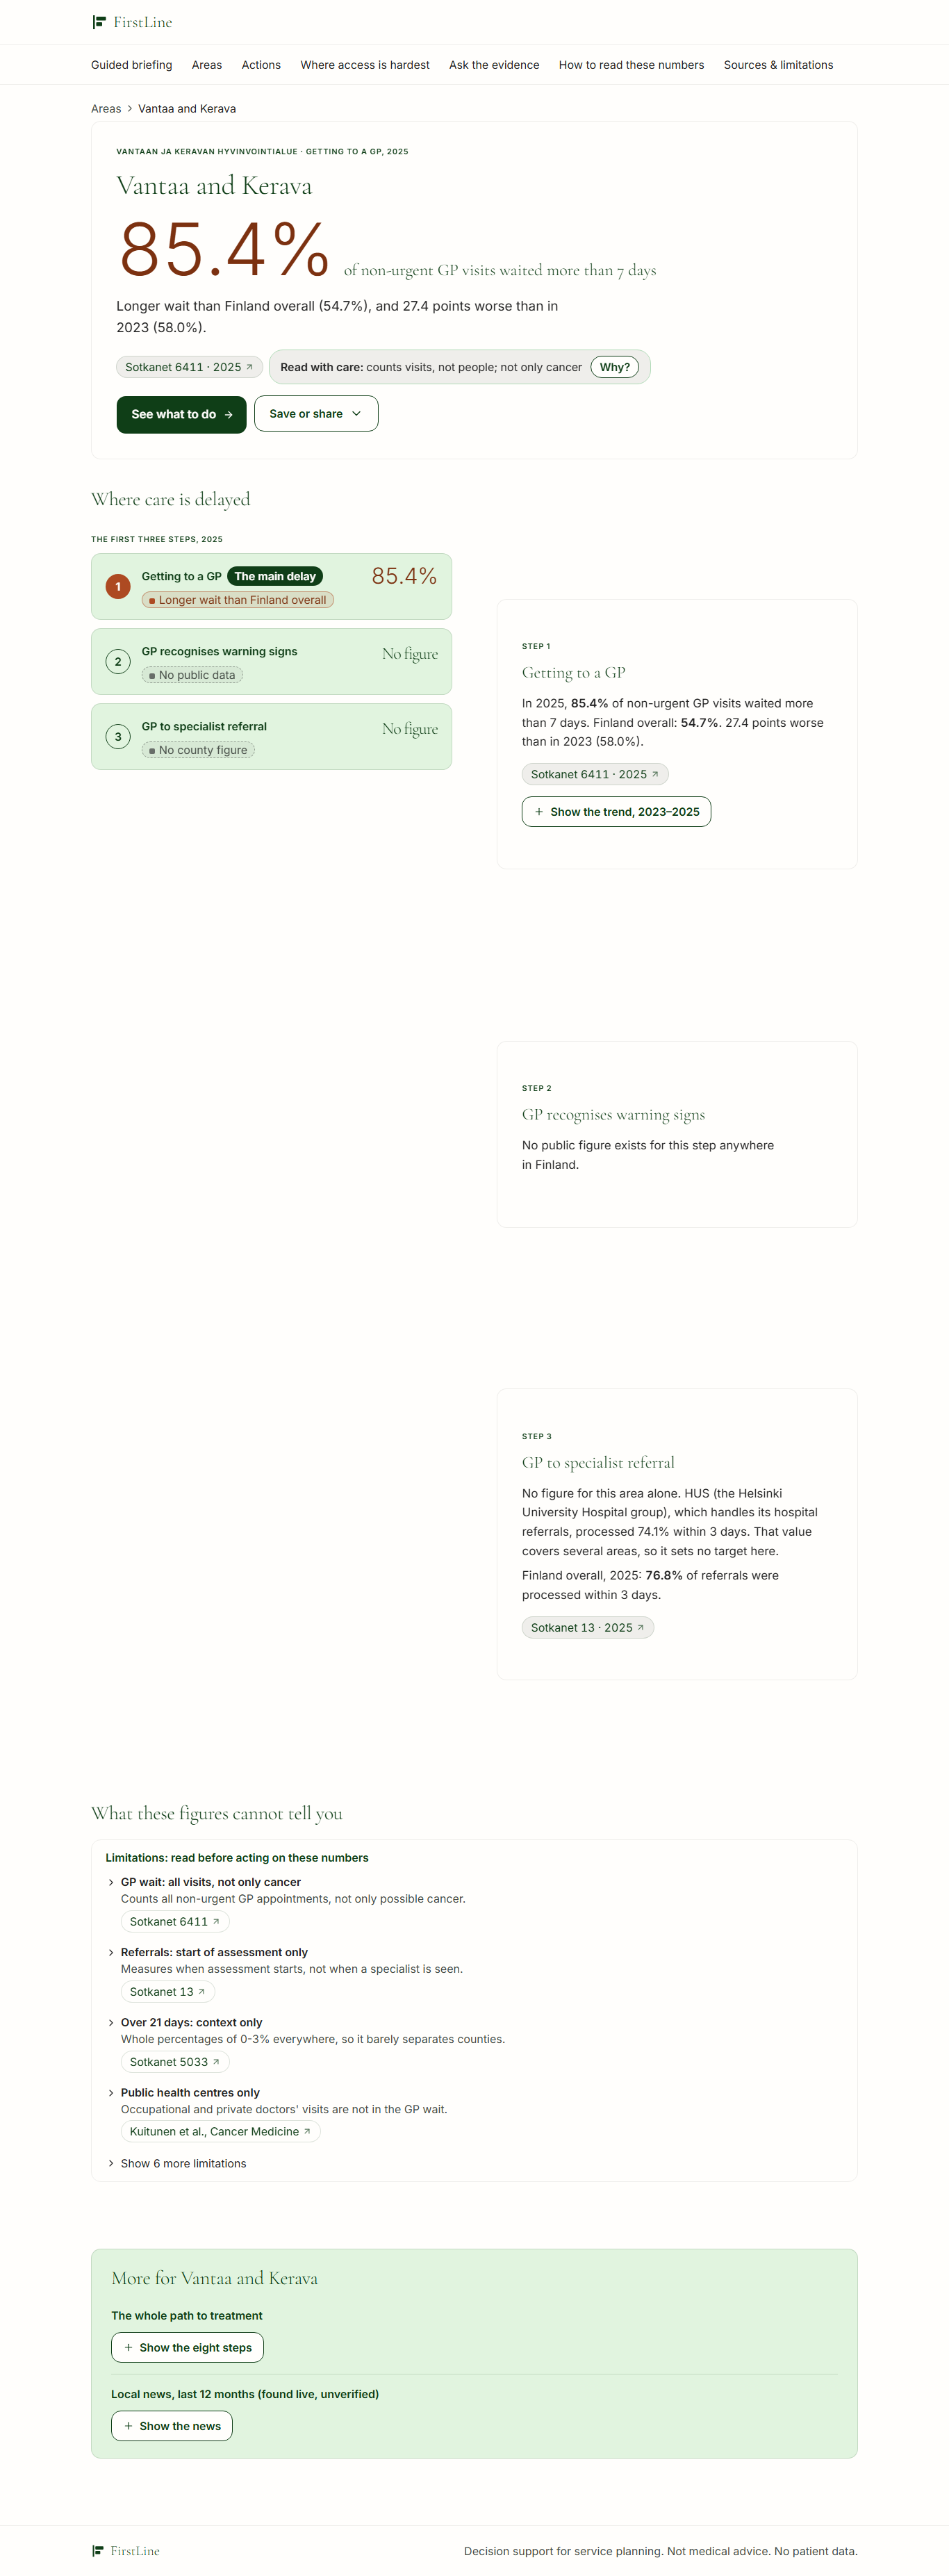 FirstLine
Guided briefing
Areas
Actions
Where access is hardest
Ask the evidence
How to read these numbers
Sources & limitations
Areas › Vantaa and Kerava
VANTAAN JA KERAVAN HYVINVOINTIALUE · GETTING TO A GP, 2025
Vantaa and Kerava
85.4% of non-urgent GP visits waited more than 7 days
Longer wait than Finland overall (54.7%), and 27.4 points worse than in
2023 (58.0%).
Sotkanet 6411 · 2025 ↗
Read with care: counts visits, not people; not only cancer
Why?
See what to do →
Save or share
Where care is delayed
THE FIRST THREE STEPS, 2025
1
Getting to a GP
The main delay
85.4%
Longer wait than Finland overall
2
GP recognises warning signs
No figure
No public data
3
GP to specialist referral
No figure
No county figure
STEP 1
Getting to a GP
In 2025, 85.4% of non-urgent GP visits waited more
than 7 days. Finland overall: 54.7%. 27.4 points worse
than in 2023 (58.0%).
Sotkanet 6411 · 2025 ↗
+ Show the trend, 2023–2025
STEP 2
GP recognises warning signs
No public figure exists for this step anywhere
in Finland.
STEP 3
GP to specialist referral
No figure for this area alone. HUS (the Helsinki
University Hospital group), which handles its hospital
referrals, processed 74.1% within 3 days. That value
covers several areas, so it sets no target here.
Finland overall, 2025: 76.8% of referrals were
processed within 3 days.
Sotkanet 13 · 2025 ↗
What these figures cannot tell you
Limitations: read before acting on these numbers
› GP wait: all visits, not only cancer
Counts all non-urgent GP appointments, not only possible cancer.
Sotkanet 6411 ↗
› Referrals: start of assessment only
Measures when assessment starts, not when a specialist is seen.
Sotkanet 13 ↗
› Over 21 days: context only
Whole percentages of 0-3% everywhere, so it barely separates counties.
Sotkanet 5033 ↗
› Public health centres only
Occupational and private doctors' visits are not in the GP wait.
Kuitunen et al., Cancer Medicine ↗
› Show 6 more limitations
More for Vantaa and Kerava
The whole path to treatment
+ Show the eight steps
Local news, last 12 months (found live, unverified)
+ Show the news
FirstLine
Decision support for service planning. Not medical advice. No patient data.